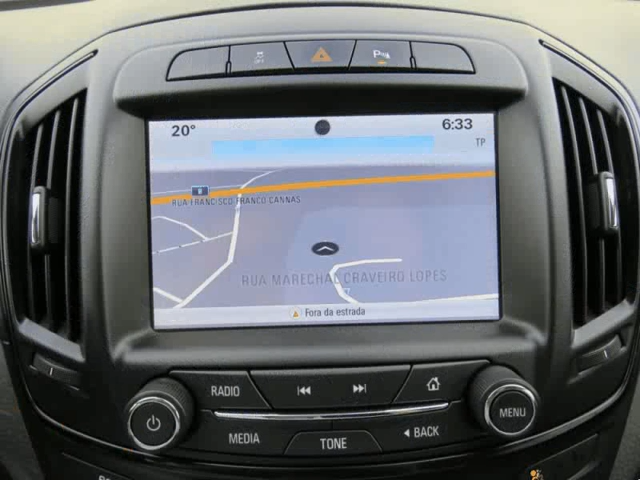 20°
6:33
TP
RUA FRANCISCO FRANCO CANNAS
RUA MARECHAL CRAVEIRO LOPES
Fora da estrada
RADIO
MEDIA
TONE
BACK
MENU